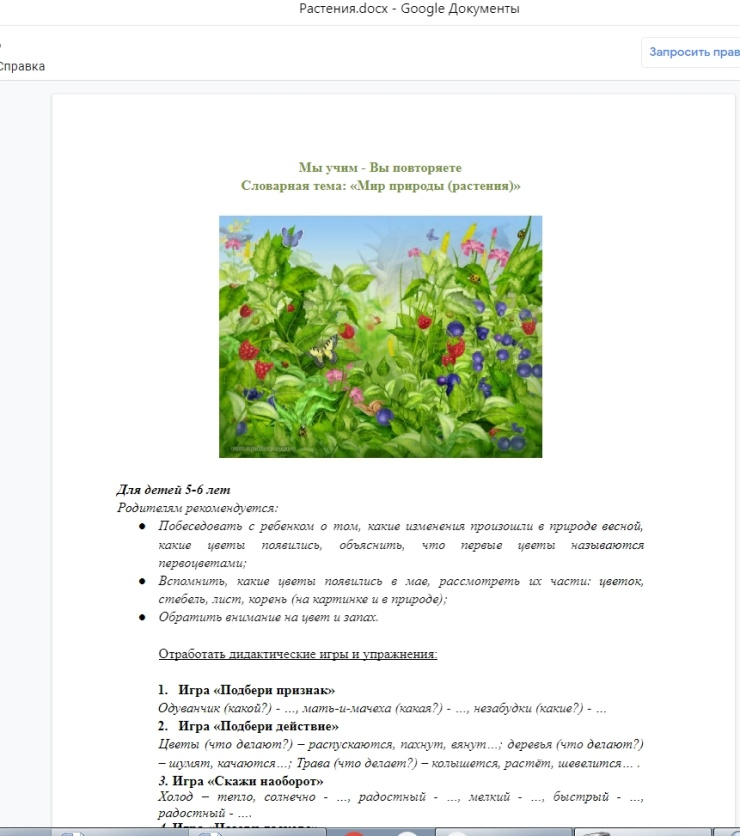 Растения.docx - Google Документы
Справка
Запросить прав
Мы учим - Вы повторяете
Словарная тема: «Мир природы (растения)»
Для детей 5-6 лет
Родителям рекомендуется:
● Побеседовать с ребенком о том, какие изменения произошли в природе весной,
какие цветы появились, объяснить, что первые цветы называются
первоцветами;
● Вспомнить, какие цветы появились в мае, рассмотреть их части: цветок,
стебель, лист, корень (на картинке и в природе);
● Обратить внимание на цвет и запах.
Отработать дидактические игры и упражнения:
1. Игра «Подбери признак»
Одуванчик (какой?) - …, мать-и-мачеха (какая?) - …, незабудки (какие?) - …
2. Игра «Подбери действие»
Цветы (что делают?) – распускаются, пахнут, вянут…; деревья (что делают?)
– шумят, качаются…; Трава (что делает?) – колышется, растёт, шевелится… .
3. Игра «Скажи наоборот»
Холод – тепло, солнечно - …, радостный - …, мелкий - …, быстрый - …,
радостный - ….